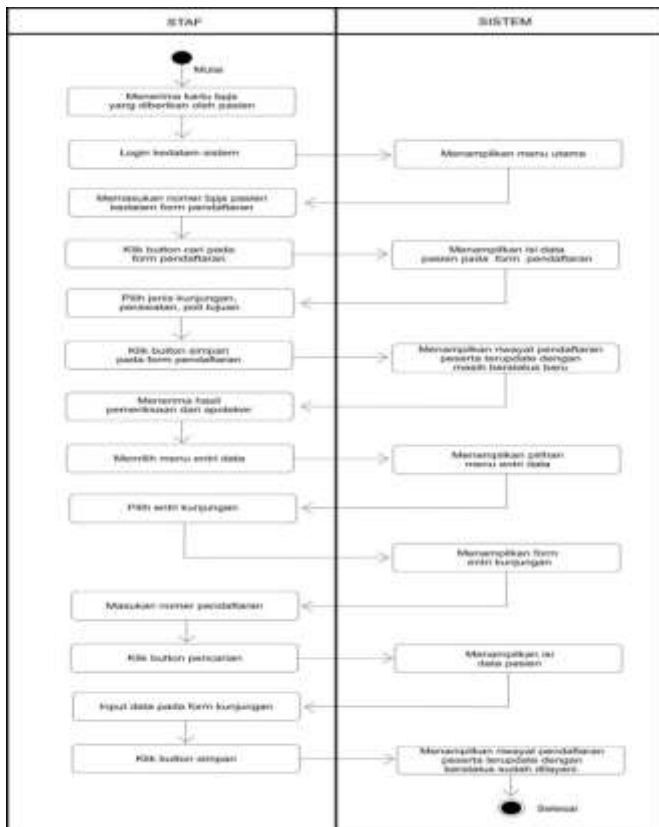 STAF
SISTEM
Mulai
Menerima kartu bpjs
yang diberikan oleh pasien
Login kedalam sistem
Menampilkan menu utama
Memasukan nomer bpjs pasien
kedalam form pendaftaran
Klik button cari pada
form pendaftaran
Menampilkan isi data
pasien pada form pendaftaran
Pilih jenis kunjungan,
perawatan, poli tujuan
Klik button simpan
pada form pendaftaran
Menampilkan riwayat pendaftaran
peserta terupdate dengan
masih berstatus baru
Menerima hasil
pemeriksaan dari apoteker
Memilih menu entri data
Menampilkan pilihan
menu entri data
Pilih entri kunjungan
Menampilkan form
entri kunjungan
Masukan nomer pendaftaran
Klik button pencarian
Menampilkan isi
data pasien
Input data pada form kunjungan
Klik button simpan
Menampilkan riwayat pendaftaran
peserta terupdate dengan
berstatus sudah dilayani
Selesai